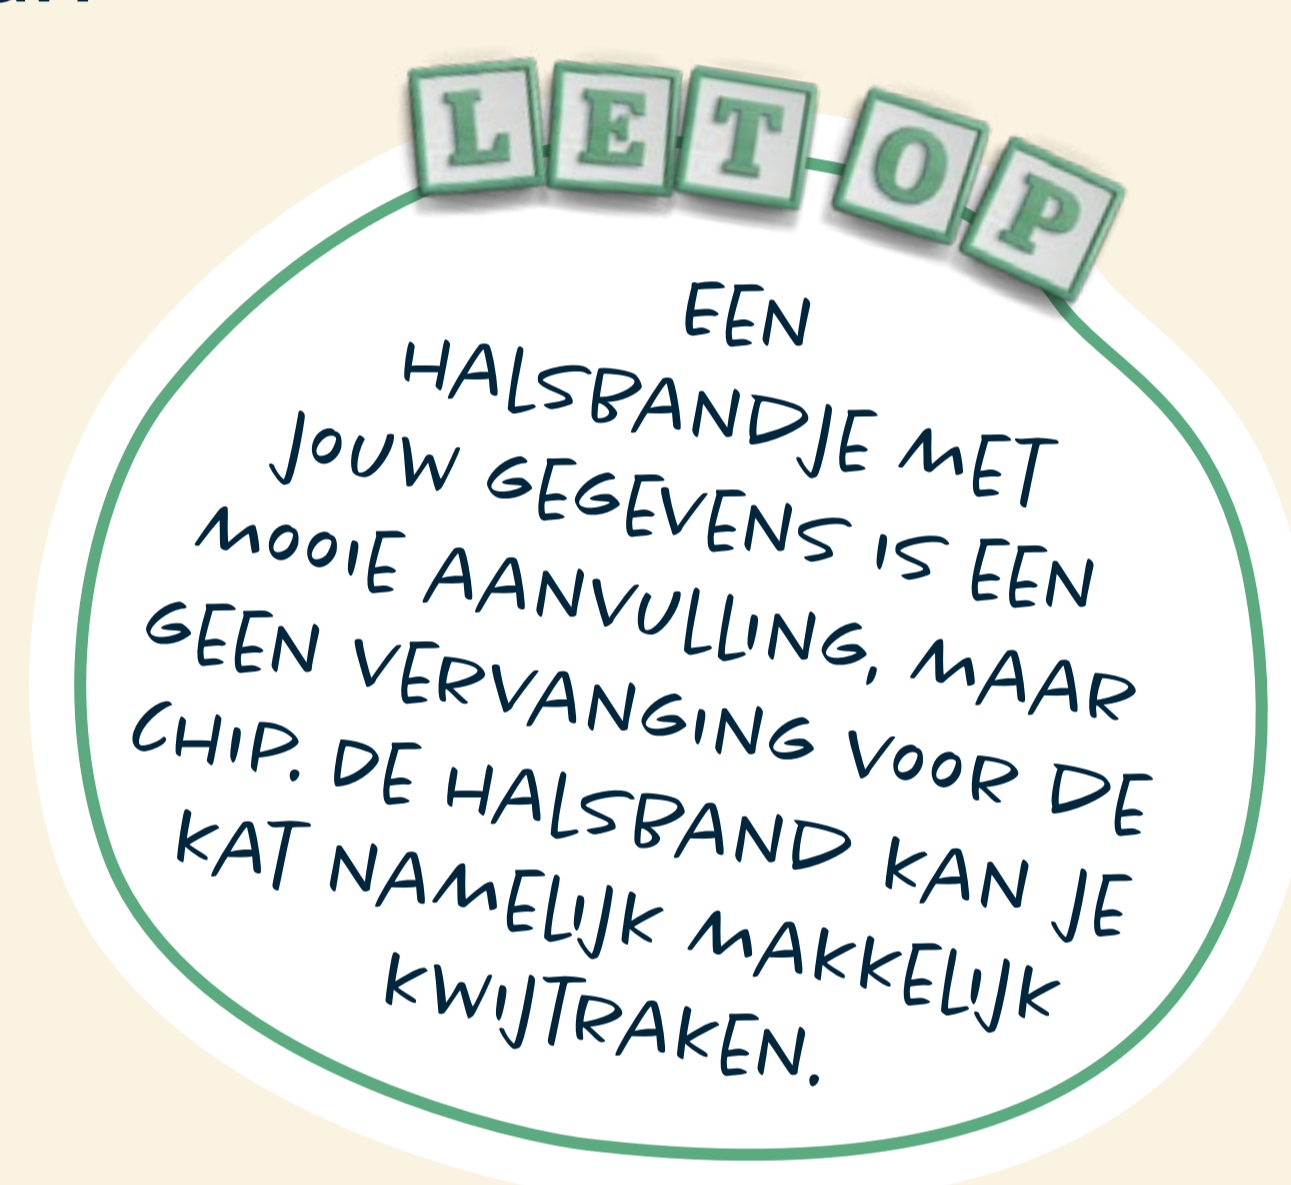 LET OP
EEN
HALSBANDJE MET
JOUW GEGEVENS IS EEN
MOOIE AANVULLING, MAAR
GEEN VERVANGING VOOR DE
CHIP. DE HALSBAND KAN JE
KAT NAMELIJK MAKKELIJK
KWIJTRAKEN.